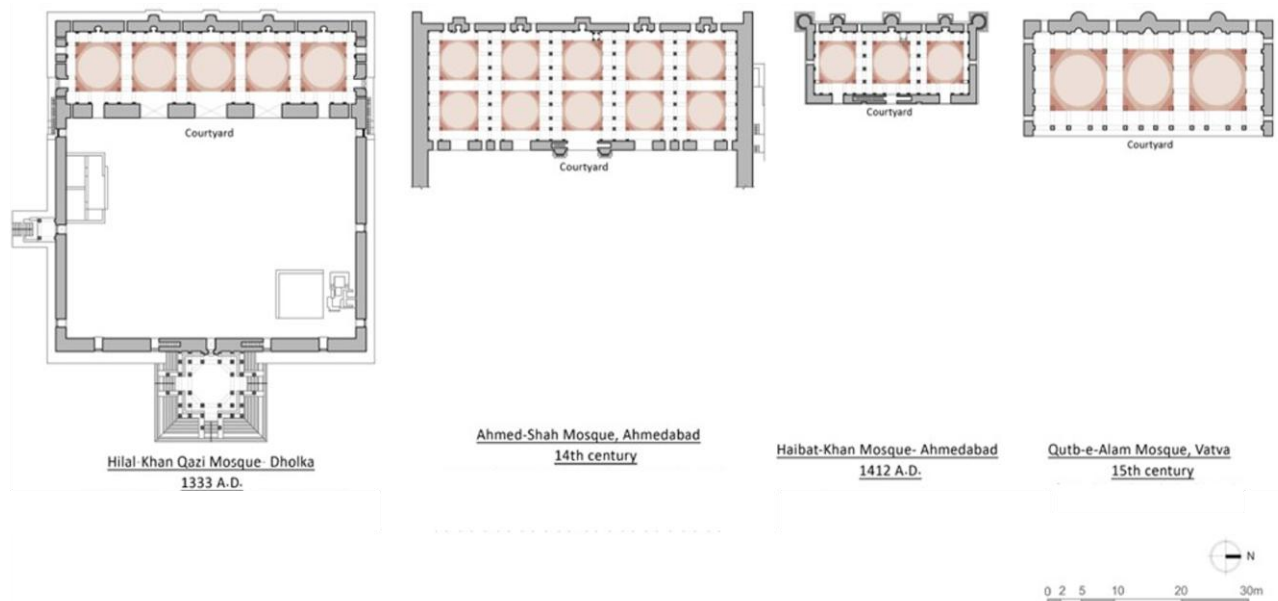 Courtyard
Courtyard
Courtyard
Courtyard
Hilal-Khan Qazi Mosque- Dholka
1333 A.D.
Ahmed-Shah Mosque, Ahmedabad
14th century
Haibat-Khan Mosque- Ahmedabad
1412 A.D.
Qutb-e-Alam Mosque, Vatva
15th century
N
0 2 5 10 20 30m